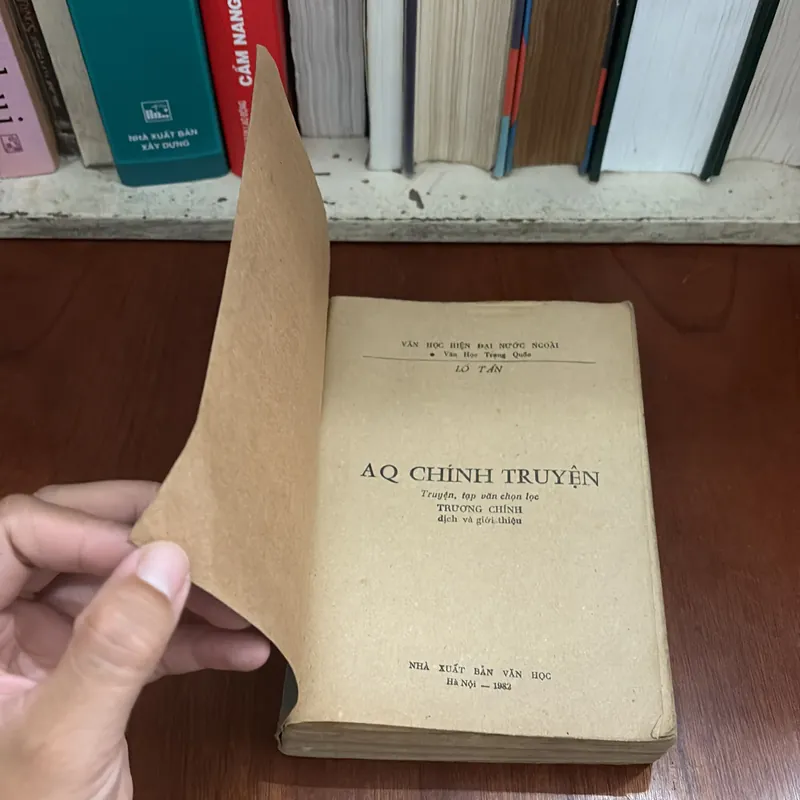 NHÀ XUẤT BẢN
XÂY DỰNG
CẨM NANG
VĂN HỌC HIỆN ĐẠI NƯỚC NGOÀI
● Văn Học Trung Quốc
LỖ TẤN
AQ CHÍNH TRUYỆN
Truyện, tạp văn chọn lọc
TRƯƠNG CHÍNH
dịch và giới thiệu
NHÀ XUẤT BẢN VĂN HỌC
Hà Nội — 1982